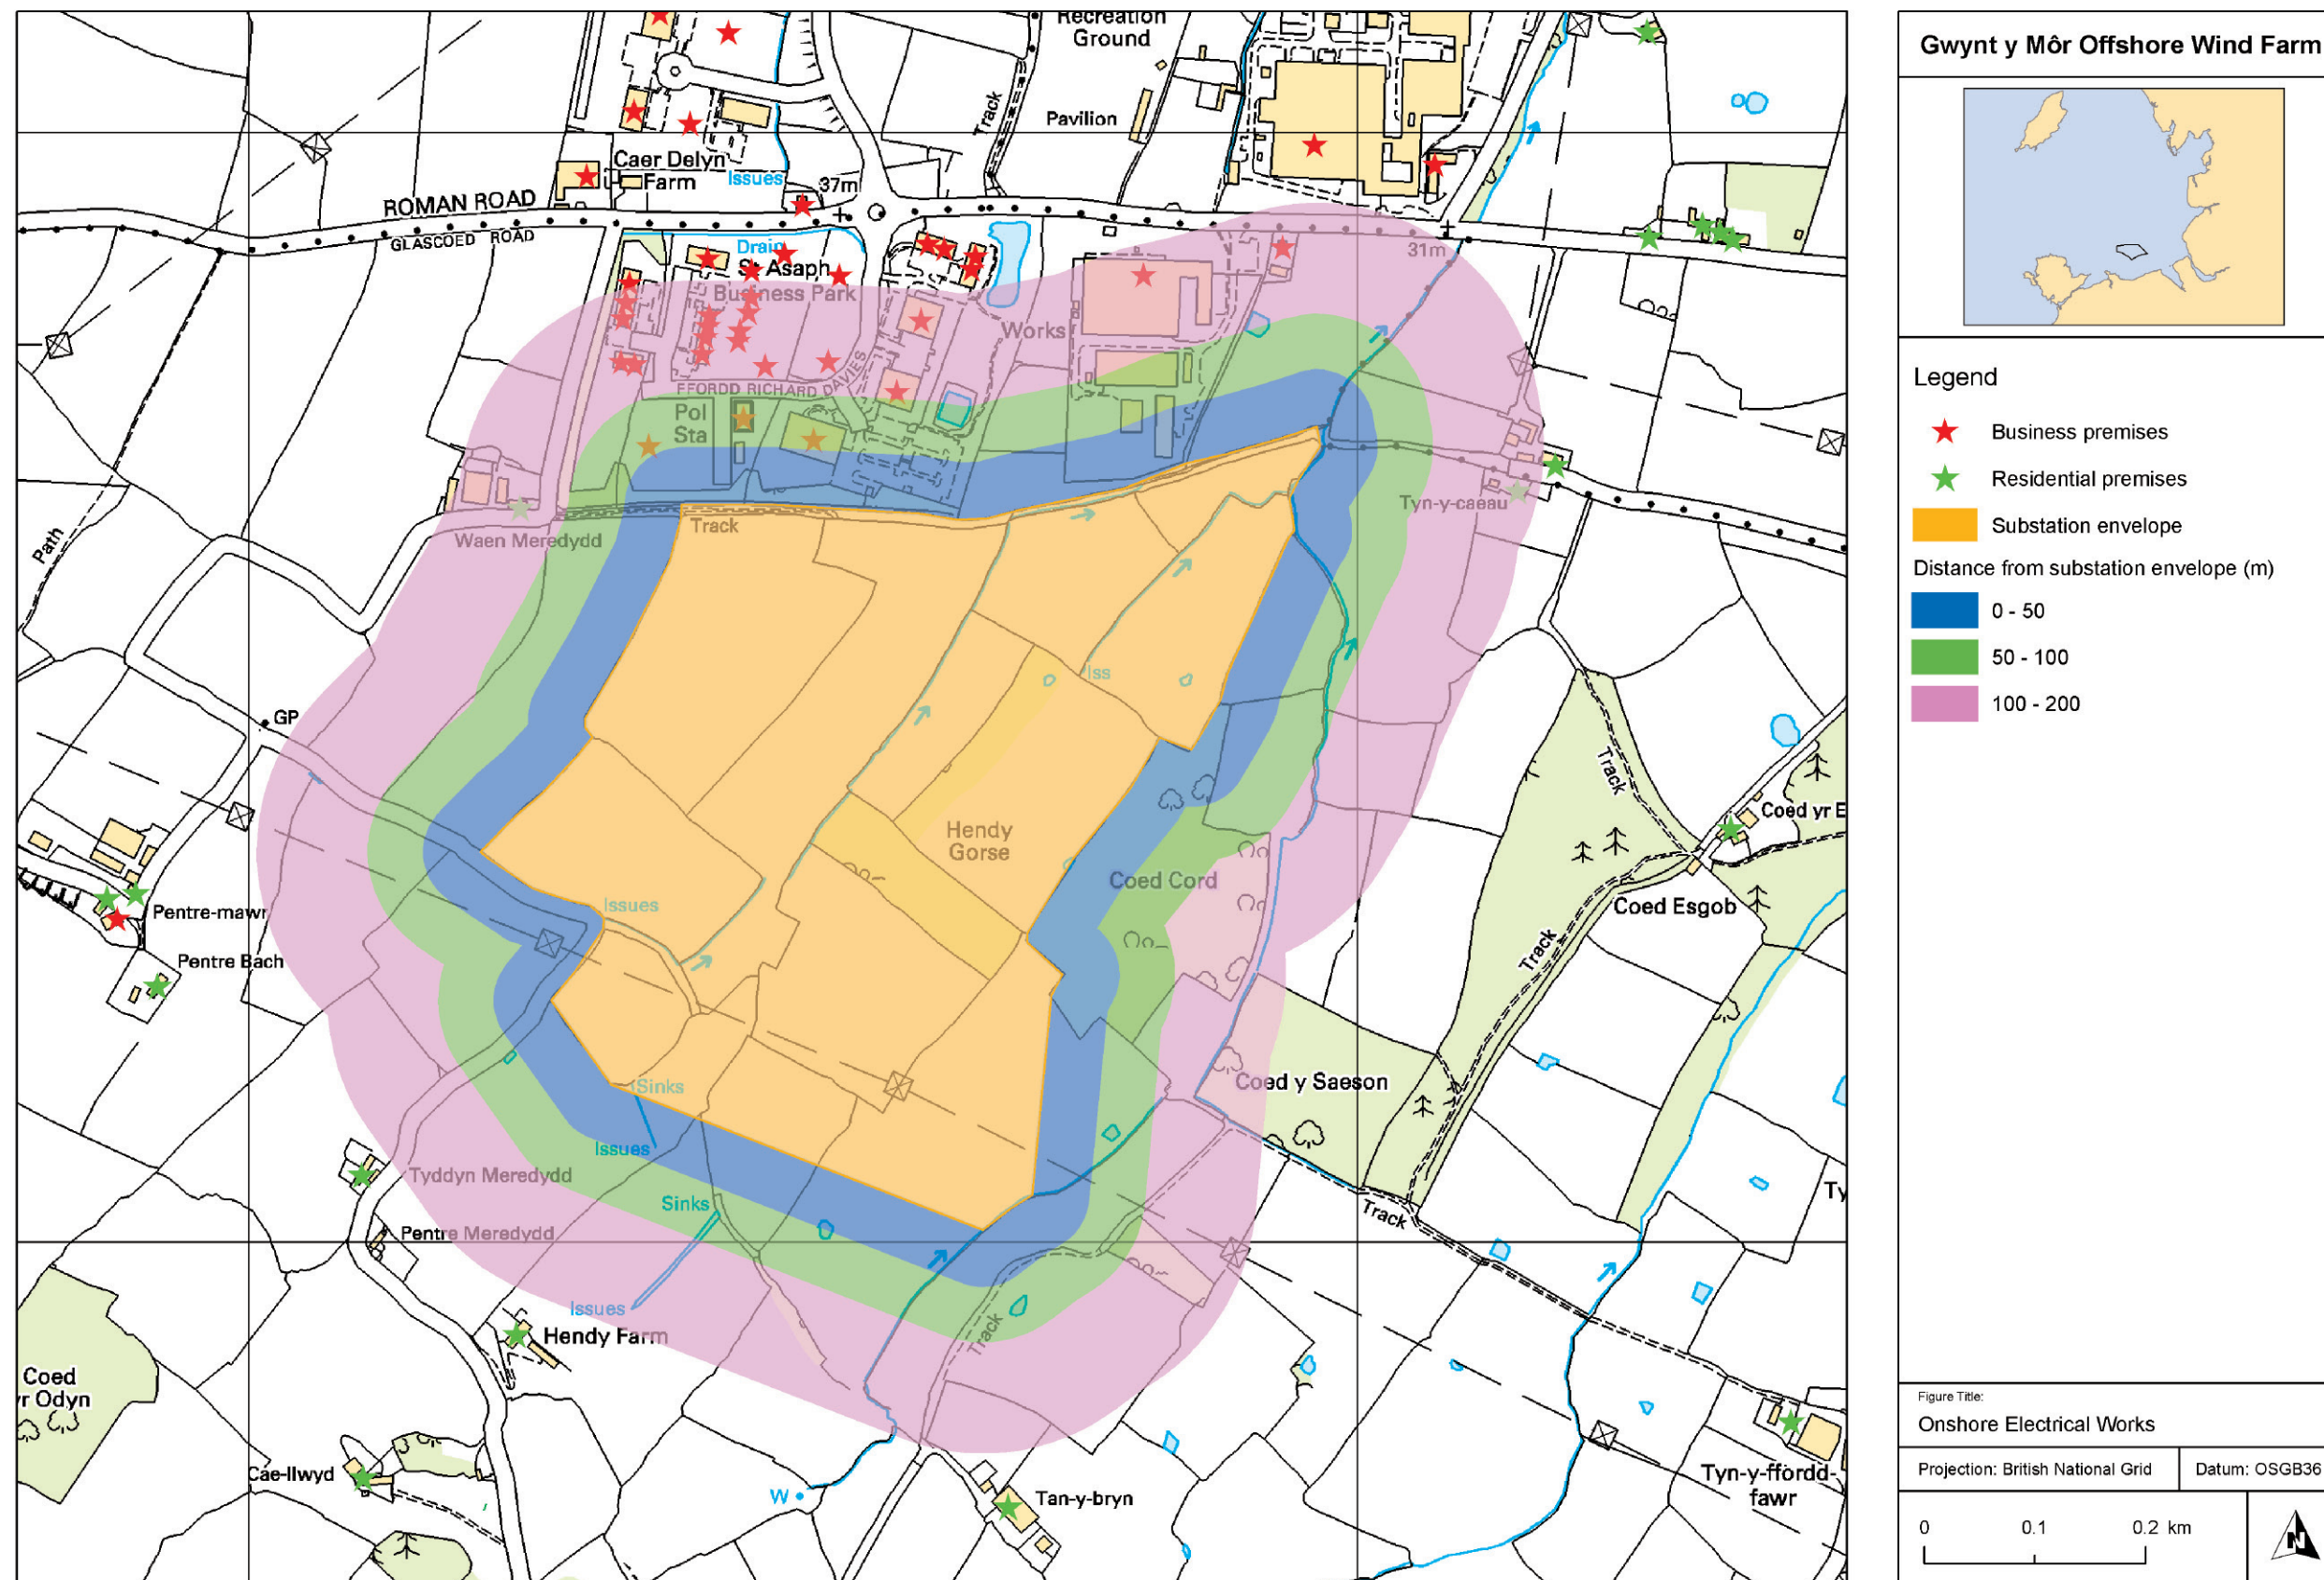 Recreation
Ground
Track
Pavilion
Caer Delyn
Farm
Issues
37m
ROMAN ROAD
GLASCOED ROAD
Drain
St Asaph
Business Park
31m
Works
FFORDD RICHARD DAVIES
Pol
Sta
Track
Waen Meredydd
Tyn-y-caeau
Path
Iss
GP
Track
Hendy
Gorse
Coed Cord
Coed yr E
Issues
Pentre-mawr
Coed Esgob
Track
Pentre Bach
Sinks
Coed y Saeson
Issues
Tyddyn Meredydd
Sinks
Ty
Track
Pentre Meredydd
Issues
Hendy Farm
Track
Coed
yr Odyn
Cae-llwyd
W
Tan-y-bryn
Tyn-y-ffordd-
fawr
Gwynt y Môr Offshore Wind Farm
Legend
Business premises
Residential premises
Substation envelope
Distance from substation envelope (m)
0 - 50
50 - 100
100 - 200
Figure Title:
Onshore Electrical Works
Projection: British National Grid
Datum: OSGB36
0 0.1 0.2 km
N